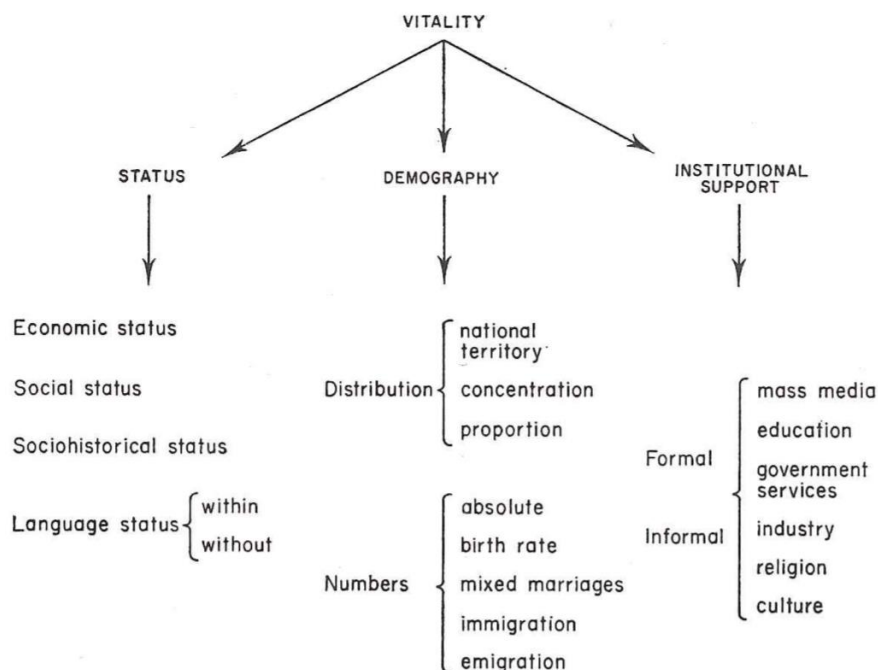 VITALITY
STATUS
DEMOGRAPHY
INSTITUTIONAL
SUPPORT
Economic status
Social status
Sociohistorical status
Language status
within
without
Distribution
national
territory
concentration
proportion
Numbers
absolute
birth rate
mixed marriages
immigration
emigration
Formal
Informal
mass media
education
government
services
industry
religion
culture